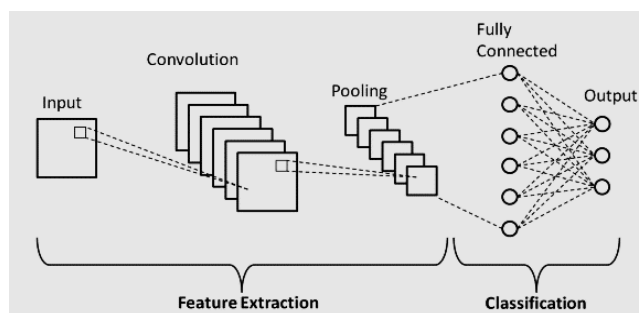 Fully
Connected
Convolution
Pooling
Input
Output
Feature Extraction
Classification